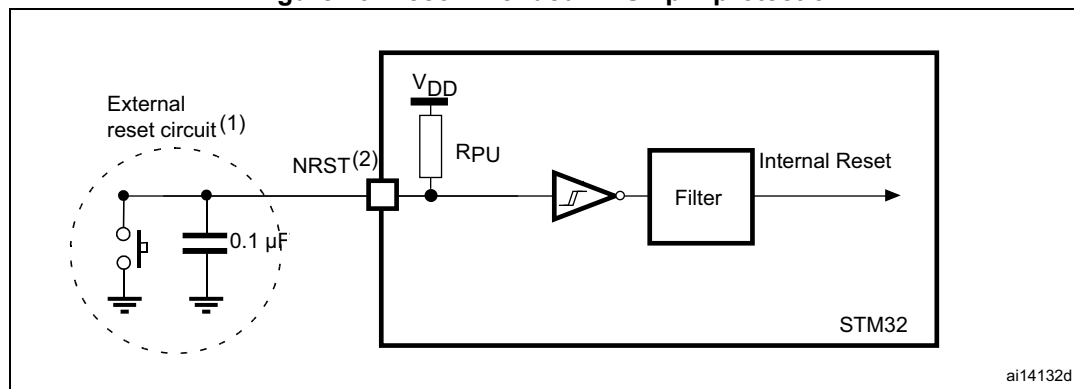 External
reset circuit(1)
VDD
RPU
NRST(2)
0.1 µF
Filter
Internal Reset
STM32
ai14132d